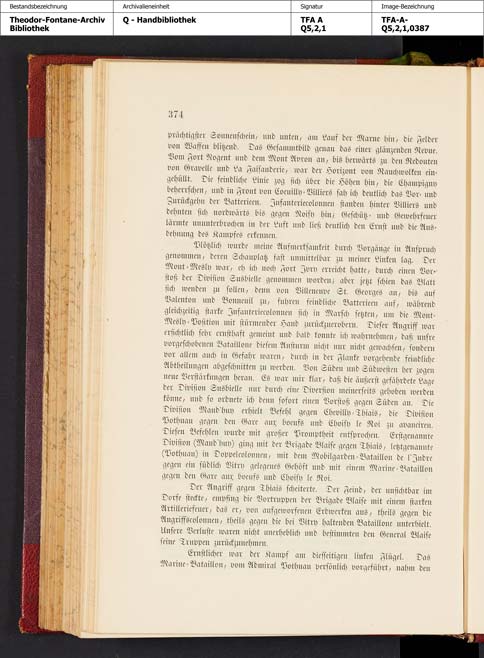 Bestandsbezeichnung
Theodor-Fontane-Archiv
Bibliothek
Archivalieneinheit
Q - Handbibliothek
Signatur
TFA A
Q5,2,1
Image-Bezeichnung
TFA-A-
Q5,2,1,0387
374
prächtigster Sonnenschein, und unten, am Lauf der Marne hin, die Felder
von Waffen blitzend. Das Gesammtbild genau das einer glänzenden Revue.
Vom Fort Nogent und dem Mont Avron an, bis herwärts zu den Redouten
von Gravelle und La Faisanderie, war der Horizont von Rauchwolken ein-
gehüllt. Die feindliche Linie zog sich über die Höhen hin, die Champigny
beherrschen, und in Front von Coeuilly-Villiers sah ich deutlich das Vor- und
Zurückgehn der Batterieen. Infanteriecolonnen standen hinter Villiers und
dehnten sich nordwärts bis gegen Noisy hin; Geschütz- und Gewehrfeuer
lärmte ununterbrochen in der Luft und ließ deutlich den Ernst und die Aus-
dehnung des Kampfes erkennen.
Plötzlich wurde meine Aufmerksamkeit durch Vorgänge in Anspruch
genommen, deren Schauplatz fast unmittelbar zu meiner Linken lag. Der
Mont-Mesly war, eh ich noch Fort Ivry erreicht hatte, durch einen Vor-
stoß der Division Susbielle genommen worden; aber jetzt schien das Blatt
sich wenden zu sollen, denn von Villeneuve St. Georges an, bis auf
Valenton und Bonneuil zu, fuhren feindliche Batterieen auf, während
gleichzeitig starke Infanteriecolonnen sich in Marsch setzten, um die Mont-
Mesly-Position mit stürmender Hand zurückzuerobern. Dieser Angriff war
ersichtlich sehr ernsthaft gemeint und bald konnte ich wahrnehmen, daß unsre
vorgeschobenen Bataillone diesem Ansturm nicht nur nicht gewachsen, sondern
vor allem auch in Gefahr waren, durch in der Flanke vorgehende feindliche
Abtheilungen abgeschnitten zu werden. Von Süden und Südwesten her zogen
neue Verstärkungen heran. Es war mir klar, daß die äußerst gefährdete Lage
der Division Susbielle nur durch eine Diversion meinerseits gehoben werden
könne, und so ordnete ich denn sofort einen Vorstoß gegen Süden an. Die
Division Maud'huy erhielt Befehl gegen Chevilly-Thiais, die Division
Pothuau gegen den Gare aux boeufs und Choisy le Roi zu avanciren.
Diesen Befehlen wurde mit großer Promptheit entsprochen. Erstgenannte
Division (Maud'huy) ging mit der Brigade Blaise gegen Thiais, letztgenannte
(Pothuau) in Doppelcolonnen, mit dem Mobilgarden-Bataillon de l'Indre
gegen ein südlich Vitry gelegenes Gehöft und mit einem Marine-Bataillon
gegen den Gare aux boeufs und Choisy le Roi.
Der Angriff gegen Thiais scheiterte. Der Feind, der unsichtbar im
Dorfe steckte, empfing die Vortruppen der Brigade Blaise mit einem starken
Artilleriefeuer, das er, von aufgeworfenen Erdwerken aus, theils gegen die
Angriffscolonnen, theils gegen die bei Vitry haltenden Bataillone unterhielt.
Unsere Verluste waren nicht unerheblich und bestimmten den General Blaise
seine Truppen zurückzunehmen.
Ernstlicher war der Kampf am diesseitigen linken Flügel. Das
Marine-Bataillon, vom Admiral Pothuau persönlich vorgeführt, nahm den